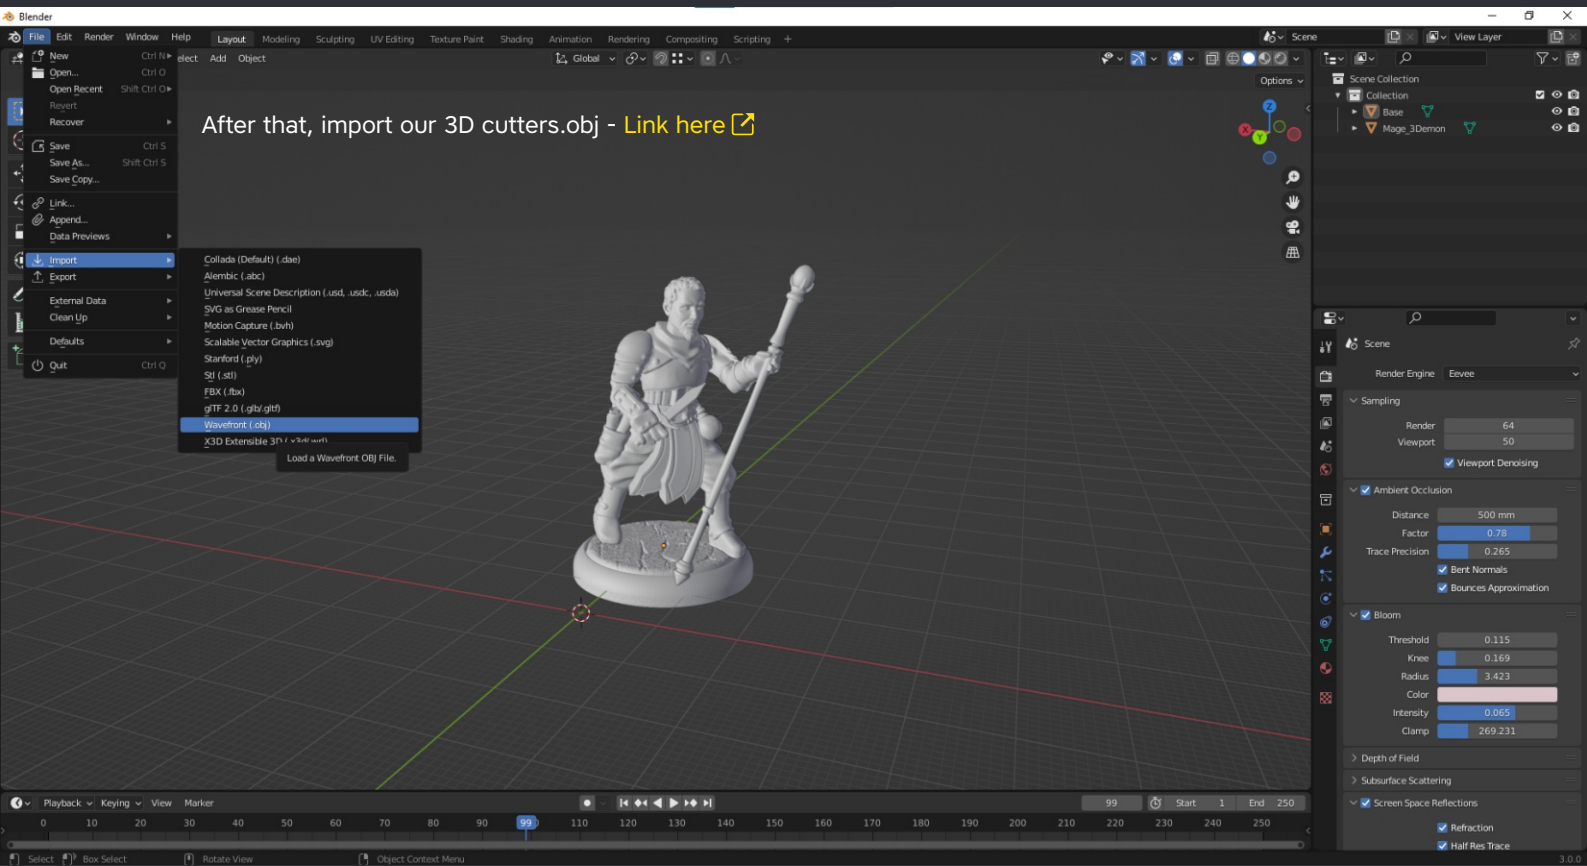 Blender
File Edit Render Window Help Layout Modeling Sculpting UV Editing Texture Paint Shading Animation Rendering Compositing Scripting + Scene View Layer
New Ctrl N
elect Add Object
Global
Options
Open... Ctrl O
Open Recent Shift Ctrl O
Revert
Recover
Save Ctrl S
Save As... Shift Ctrl S
Save Copy...
Link...
Append...
Data Previews
Import
Export
External Data
Clean Up
Defaults
Quit Ctrl Q
Collada (Default) (.dae)
Alembic (.abc)
Universal Scene Description (.usd, .usdc, .usda)
SVG as Grease Pencil
Motion Capture (.bvh)
Scalable Vector Graphics (.svg)
Stanford (.ply)
Stl (.stl)
FBX (.fbx)
glTF 2.0 (.glb/.gltf)
Wavefront (.obj)
X3D Extensible 3D (.x3d/.wrl)
Load a Wavefront OBJ File.
After that, import our 3D cutters.obj - Link here
Z
X
Y
Scene Collection
Collection
Base
Mage_3Demon
Scene
Render Engine Eevee
Sampling
Render 64
Viewport 50
Viewport Denoising
Ambient Occlusion
Distance 500 mm
Factor 0.78
Trace Precision 0.265
Bent Normals
Bounces Approximation
Bloom
Threshold 0.115
Knee 0.169
Radius 3.423
Color
Intensity 0.065
Clamp 269.231
Depth of Field
Subsurface Scattering
Screen Space Reflections
Refraction
Half Res Trace
Playback Keying View Marker
99 Start 1 End 250
0 10 20 30 40 50 60 70 80 90 99 110 120 130 140 150 160 170 180 190 200 210 220 230 240 250
Select Box Select Rotate View Object Context Menu 3.0.0